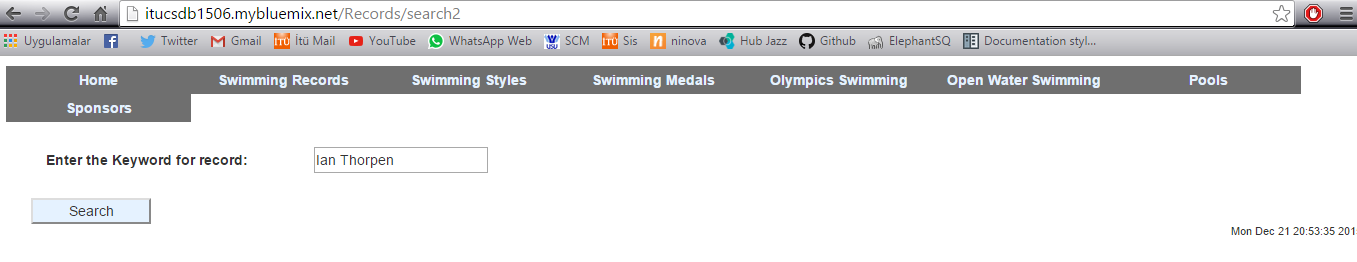 itucsdb1506.mybluemix.net/Records/search2
Uygulamalar Twitter Gmail İtü Mail YouTube WhatsApp Web SCM Sis ninova Hub Jazz Github ElephantSQ Documentation styl...
Home Swimming Records Swimming Styles Swimming Medals Olympics Swimming Open Water Swimming Pools
Sponsors
Enter the Keyword for record: Ian Thorpen
Search
Mon Dec 21 20:53:35 201